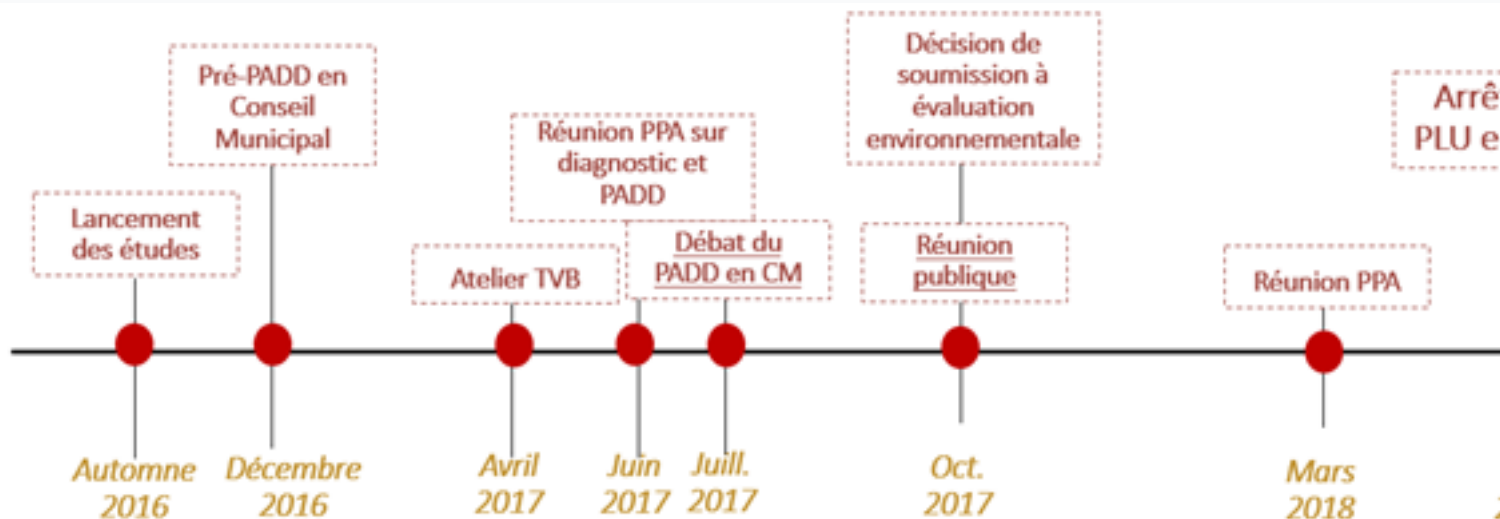 Lancement
des études
Pré-PADD en
Conseil
Municipal
Atelier TVB
Réunion PPA sur
diagnostic et
PADD
Débat du
PADD en CM
Décision de
soumission à
évaluation
environnementale
Réunion
publique
Réunion PPA
PLU
Automne
2016
Décembre
2016
Avril
2017
Juin
2017
Juill.
2017
Oct.
2017
Mars
2018